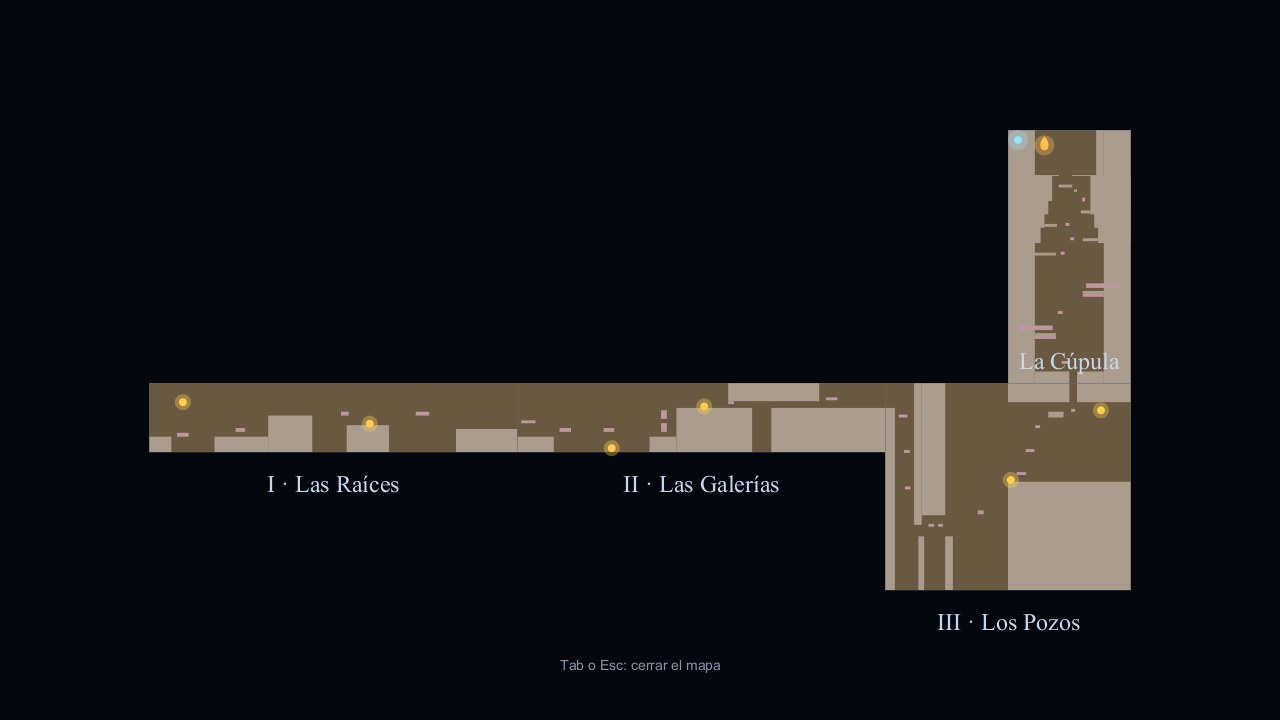 La Cúpula
I · Las Raíces
II · Las Galerías
III · Los Pozos
Tab o Esc: cerrar el mapa